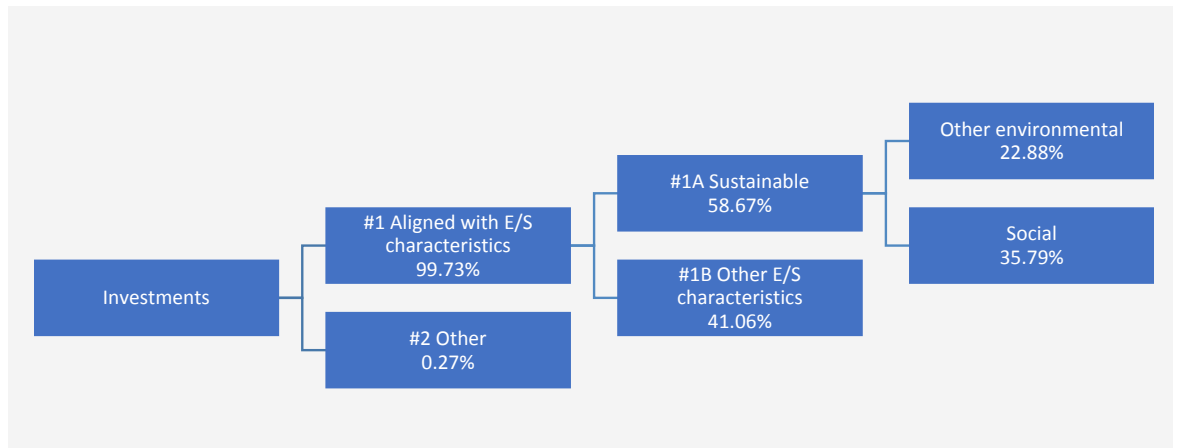 Investments
#1 Aligned with E/S
characteristics
99.73%
#2 Other
0.27%
#1A Sustainable
58.67%
#1B Other E/S
characteristics
41.06%
Other environmental
22.88%
Social
35.79%